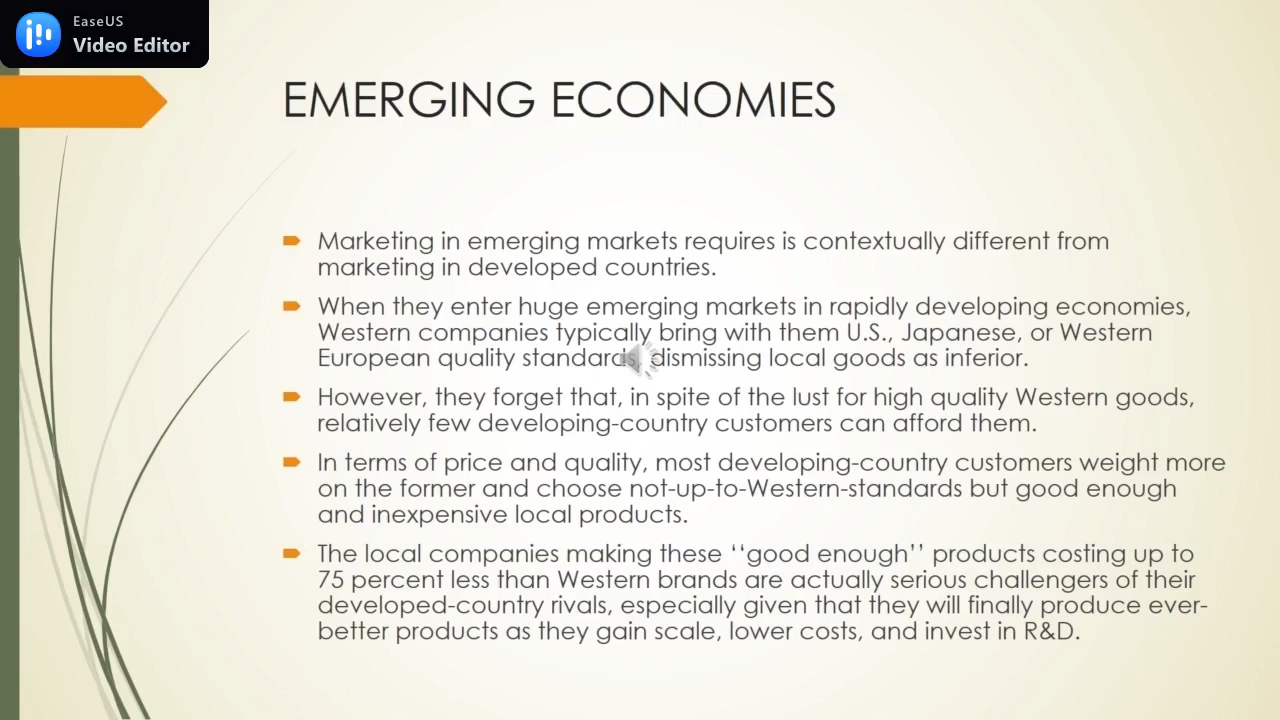 EaseUS
Video Editor
EMERGING ECONOMIES
Marketing in emerging markets requires is contextually different from
marketing in developed countries.
When they enter huge emerging markets in rapidly developing economies,
Western companies typically bring with them U.S., Japanese, or Western
European quality standards, dismissing local goods as inferior.
However, they forget that, in spite of the lust for high quality Western goods,
relatively few developing-country customers can afford them.
In terms of price and quality, most developing-country customers weight more
on the former and choose not-up-to-Western-standards but good enough
and inexpensive local products.
The local companies making these ‘‘good enough’’ products costing up to
75 percent less than Western brands are actually serious challengers of their
developed-country rivals, especially given that they will finally produce ever-
better products as they gain scale, lower costs, and invest in R&D.